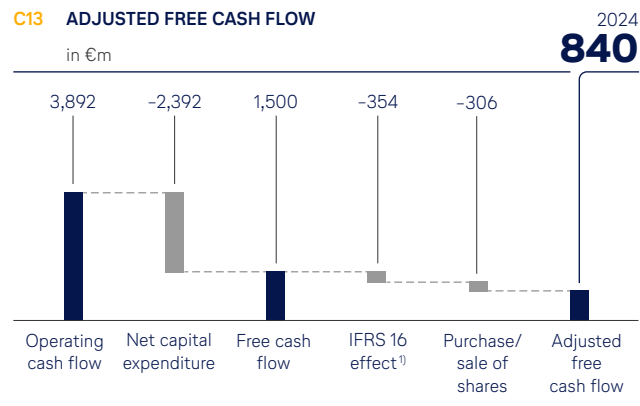 C13 ADJUSTED FREE CASH FLOW
2024
in €m
840
3,892 -2,392 1,500 -354 -306
Operating cash flow
Net capital expenditure
Free cash flow
IFRS 16 effect 1)
Purchase/ sale of shares
Adjusted free cash flow